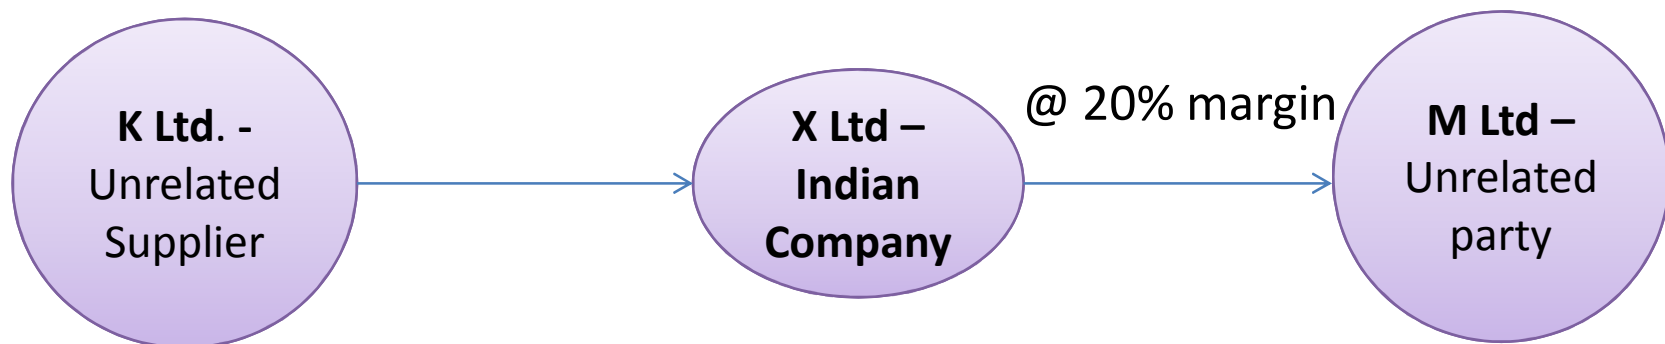 K Ltd. -
Unrelated
Supplier
X Ltd –
Indian
Company
@ 20% margin
M Ltd –
Unrelated
party